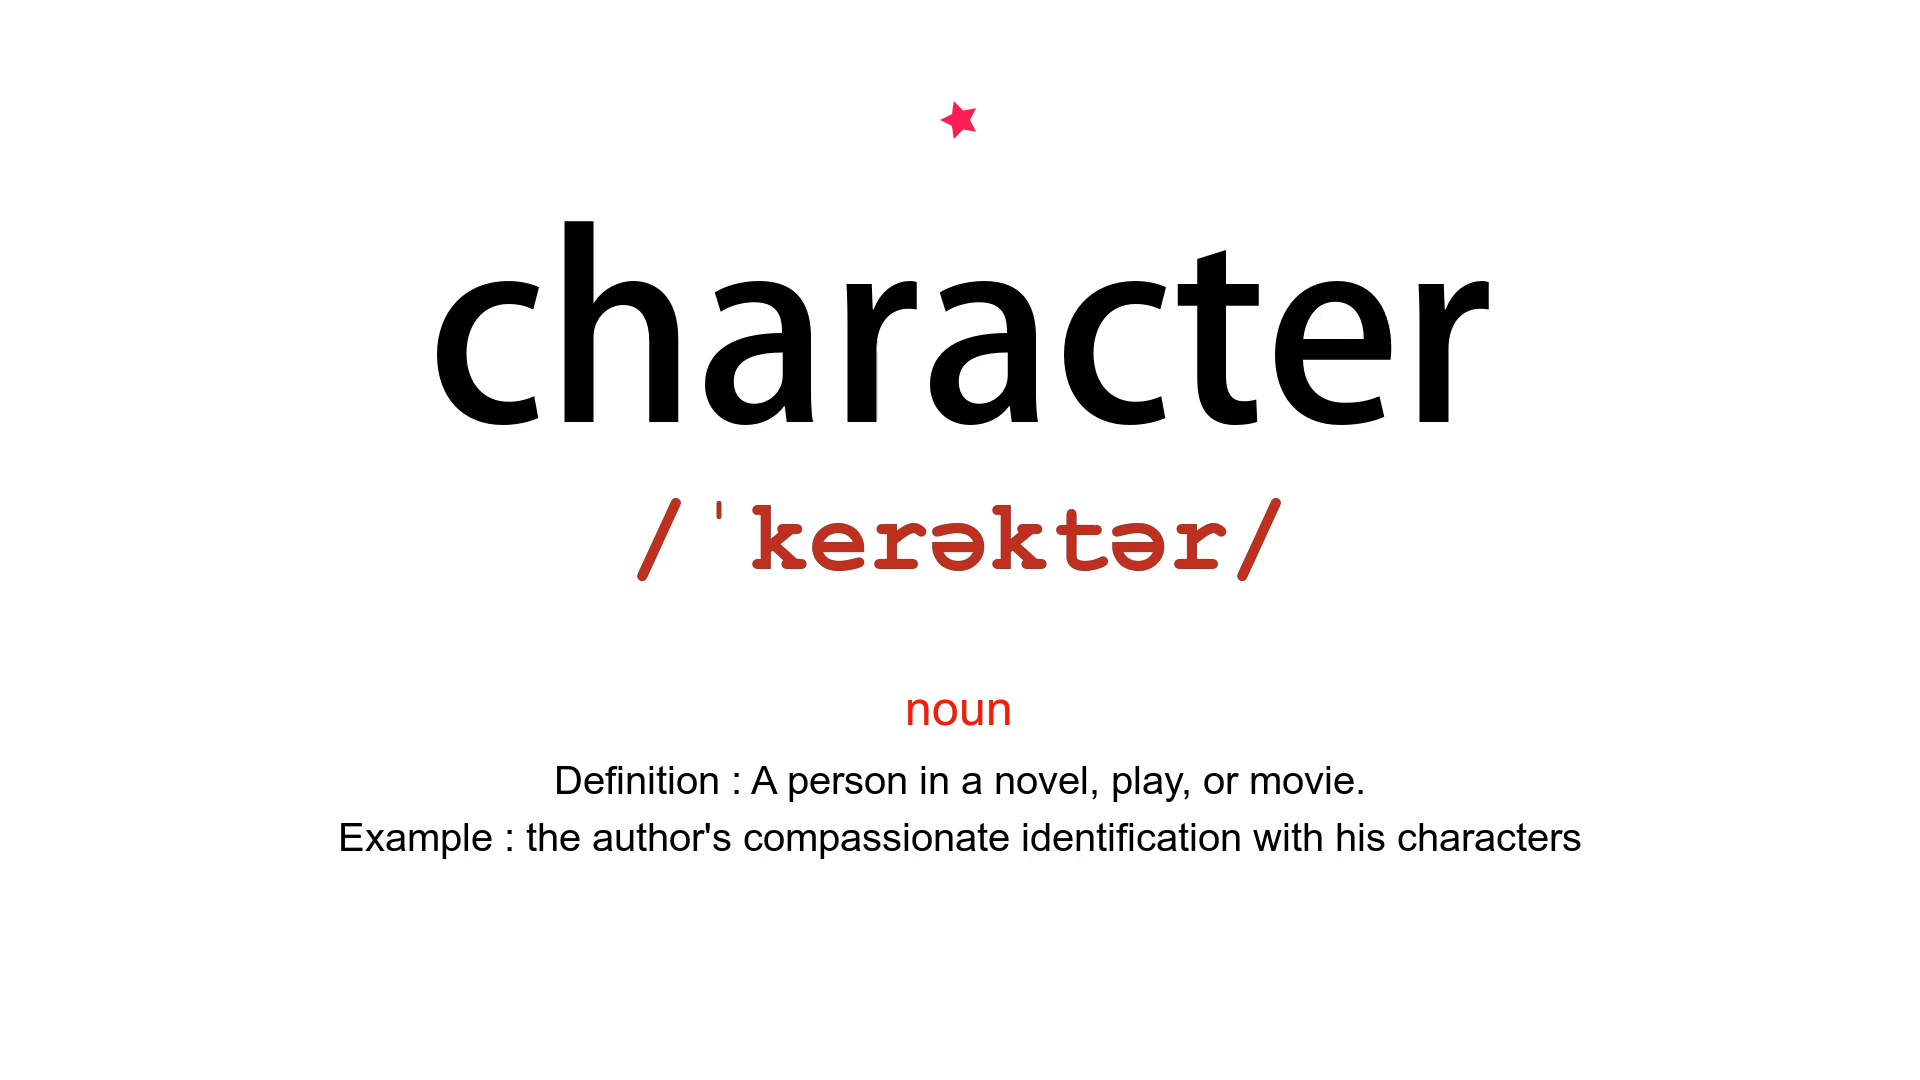 character
/ˈkerəktər/
noun
Definition : A person in a novel, play, or movie.
Example : the author's compassionate identification with his characters